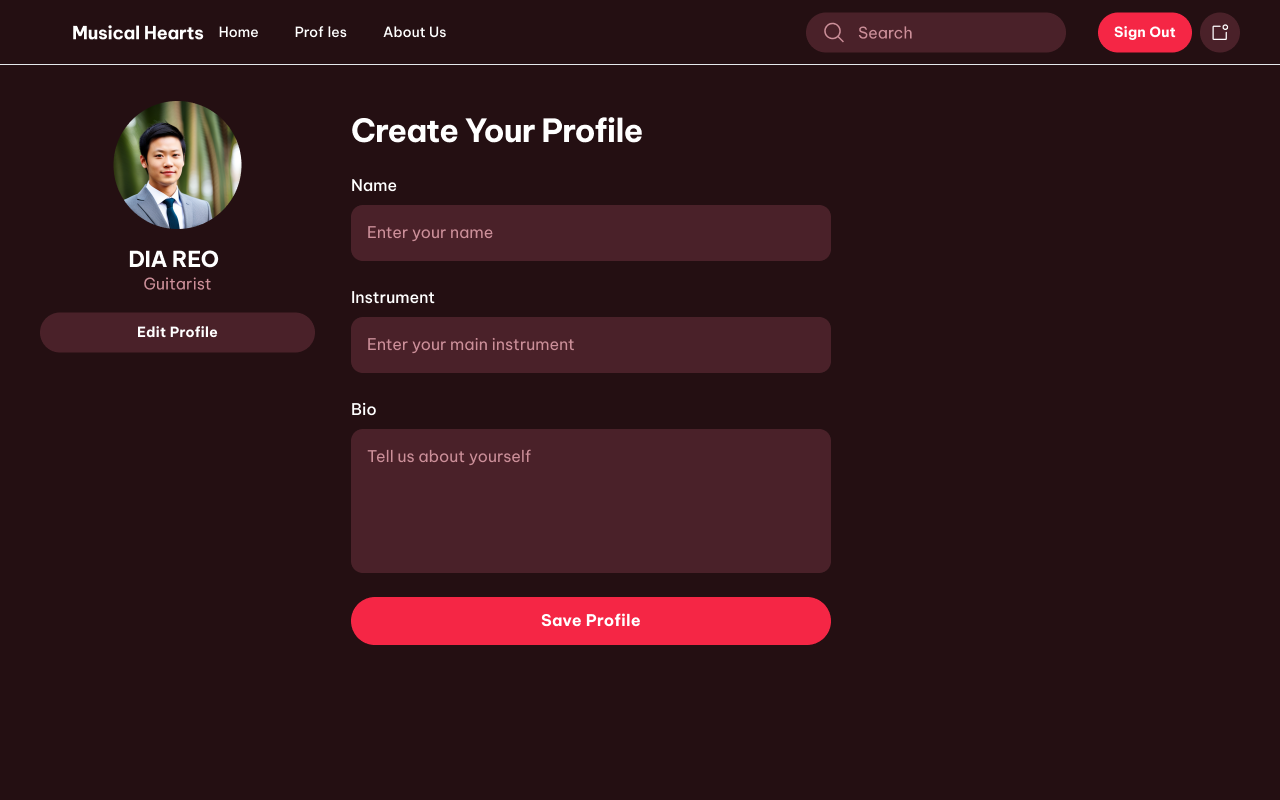 Musical Hearts Home Prof les About Us Search Sign Out
Create Your Profile
DIA REO
Guitarist
Edit Profile
Name
Enter your name
Instrument
Enter your main instrument
Bio
Tell us about yourself
Save Profile